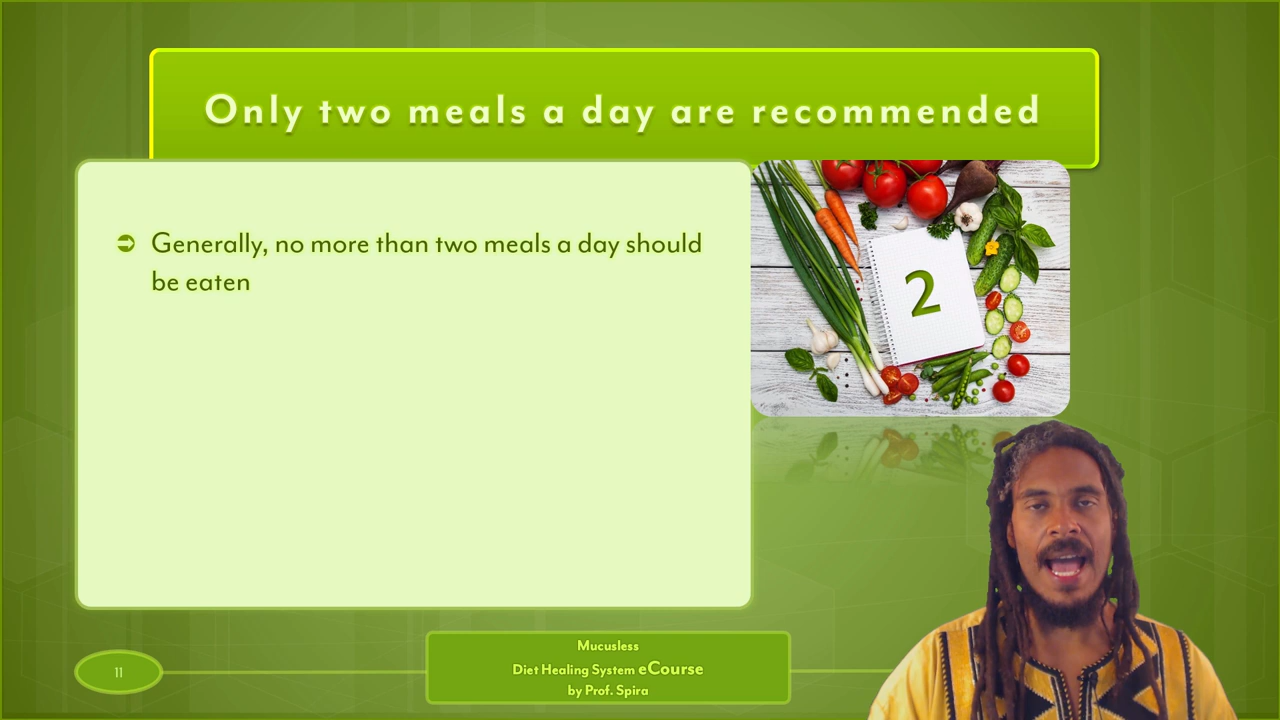 Only two meals a day are recommended
Generally, no more than two meals a day should
be eaten
2
11
Mucusless
Diet Healing System eCourse
by Prof. Spira